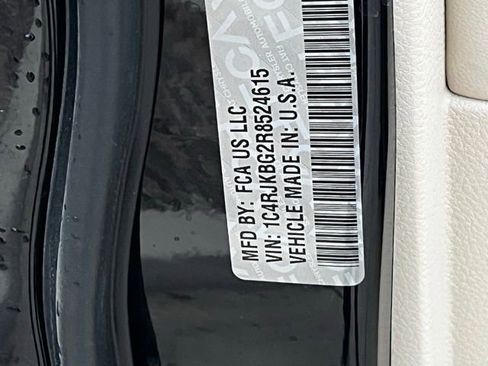 MFD BY: FCA US LLC
VIN: 1C4RJKBG2R8524615
VEHICLE MADE IN: U.S.A.